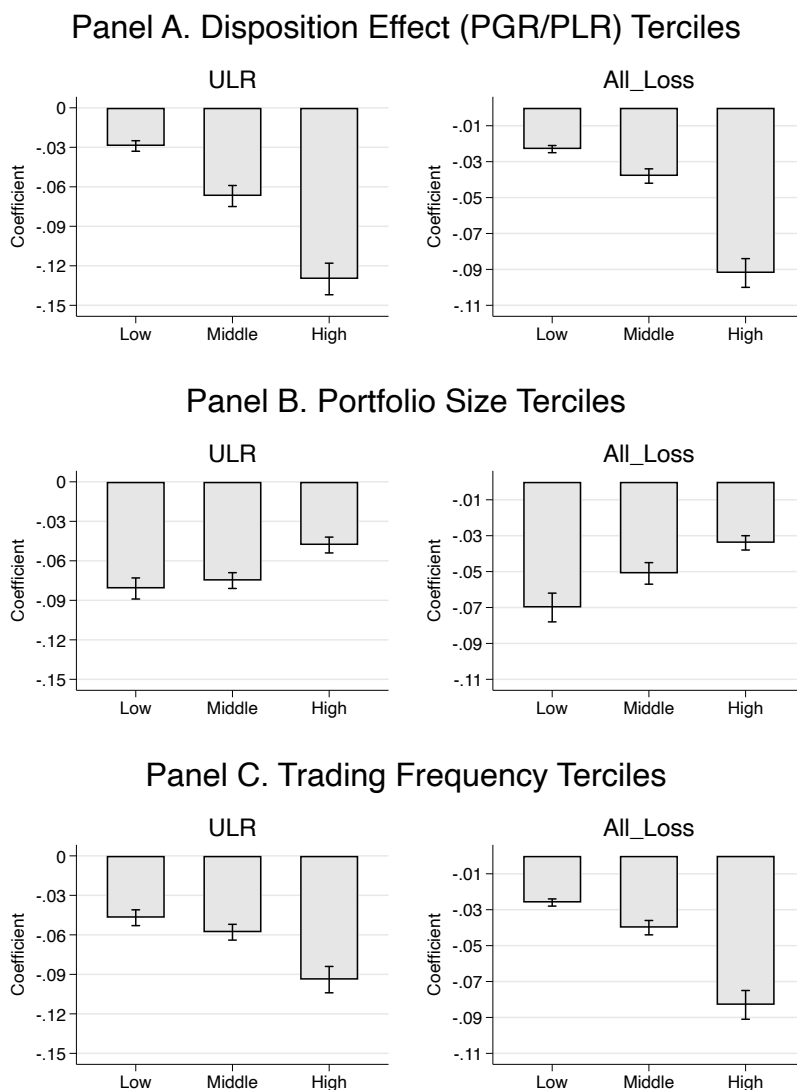 Panel A. Disposition Effect (PGR/PLR) Terciles
ULR
Coefficient
0
-.03
-.06
-.09
-.12
-.15
Low Middle High
All_Loss
Coefficient
-.01
-.03
-.05
-.07
-.09
-.11
Low Middle High
Panel B. Portfolio Size Terciles
ULR
Coefficient
0
-.03
-.06
-.09
-.12
-.15
Low Middle High
All_Loss
Coefficient
-.01
-.03
-.05
-.07
-.09
-.11
Low Middle High
Panel C. Trading Frequency Terciles
ULR
Coefficient
0
-.03
-.06
-.09
-.12
-.15
Low Middle High
All_Loss
Coefficient
-.01
-.03
-.05
-.07
-.09
-.11
Low Middle High